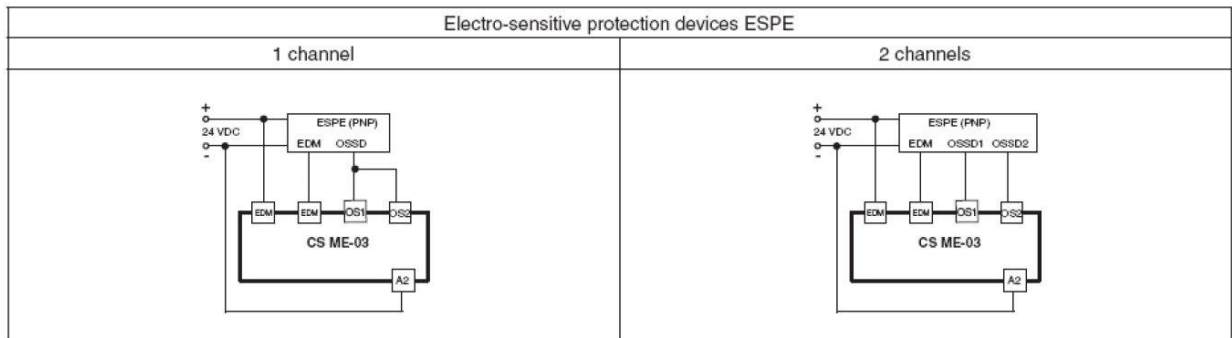 Electro-sensitive protection devices ESPE
1 channel
2 channels
+
24 VDC
-
ESPE (PNP)
EDM OSSD
EDM EDM OS1 OS2
CS ME-03
A2
+
24 VDC
-
ESPE (PNP)
EDM OSSD1 OSSD2
EDM EDM OS1 OS2
CS ME-03
A2